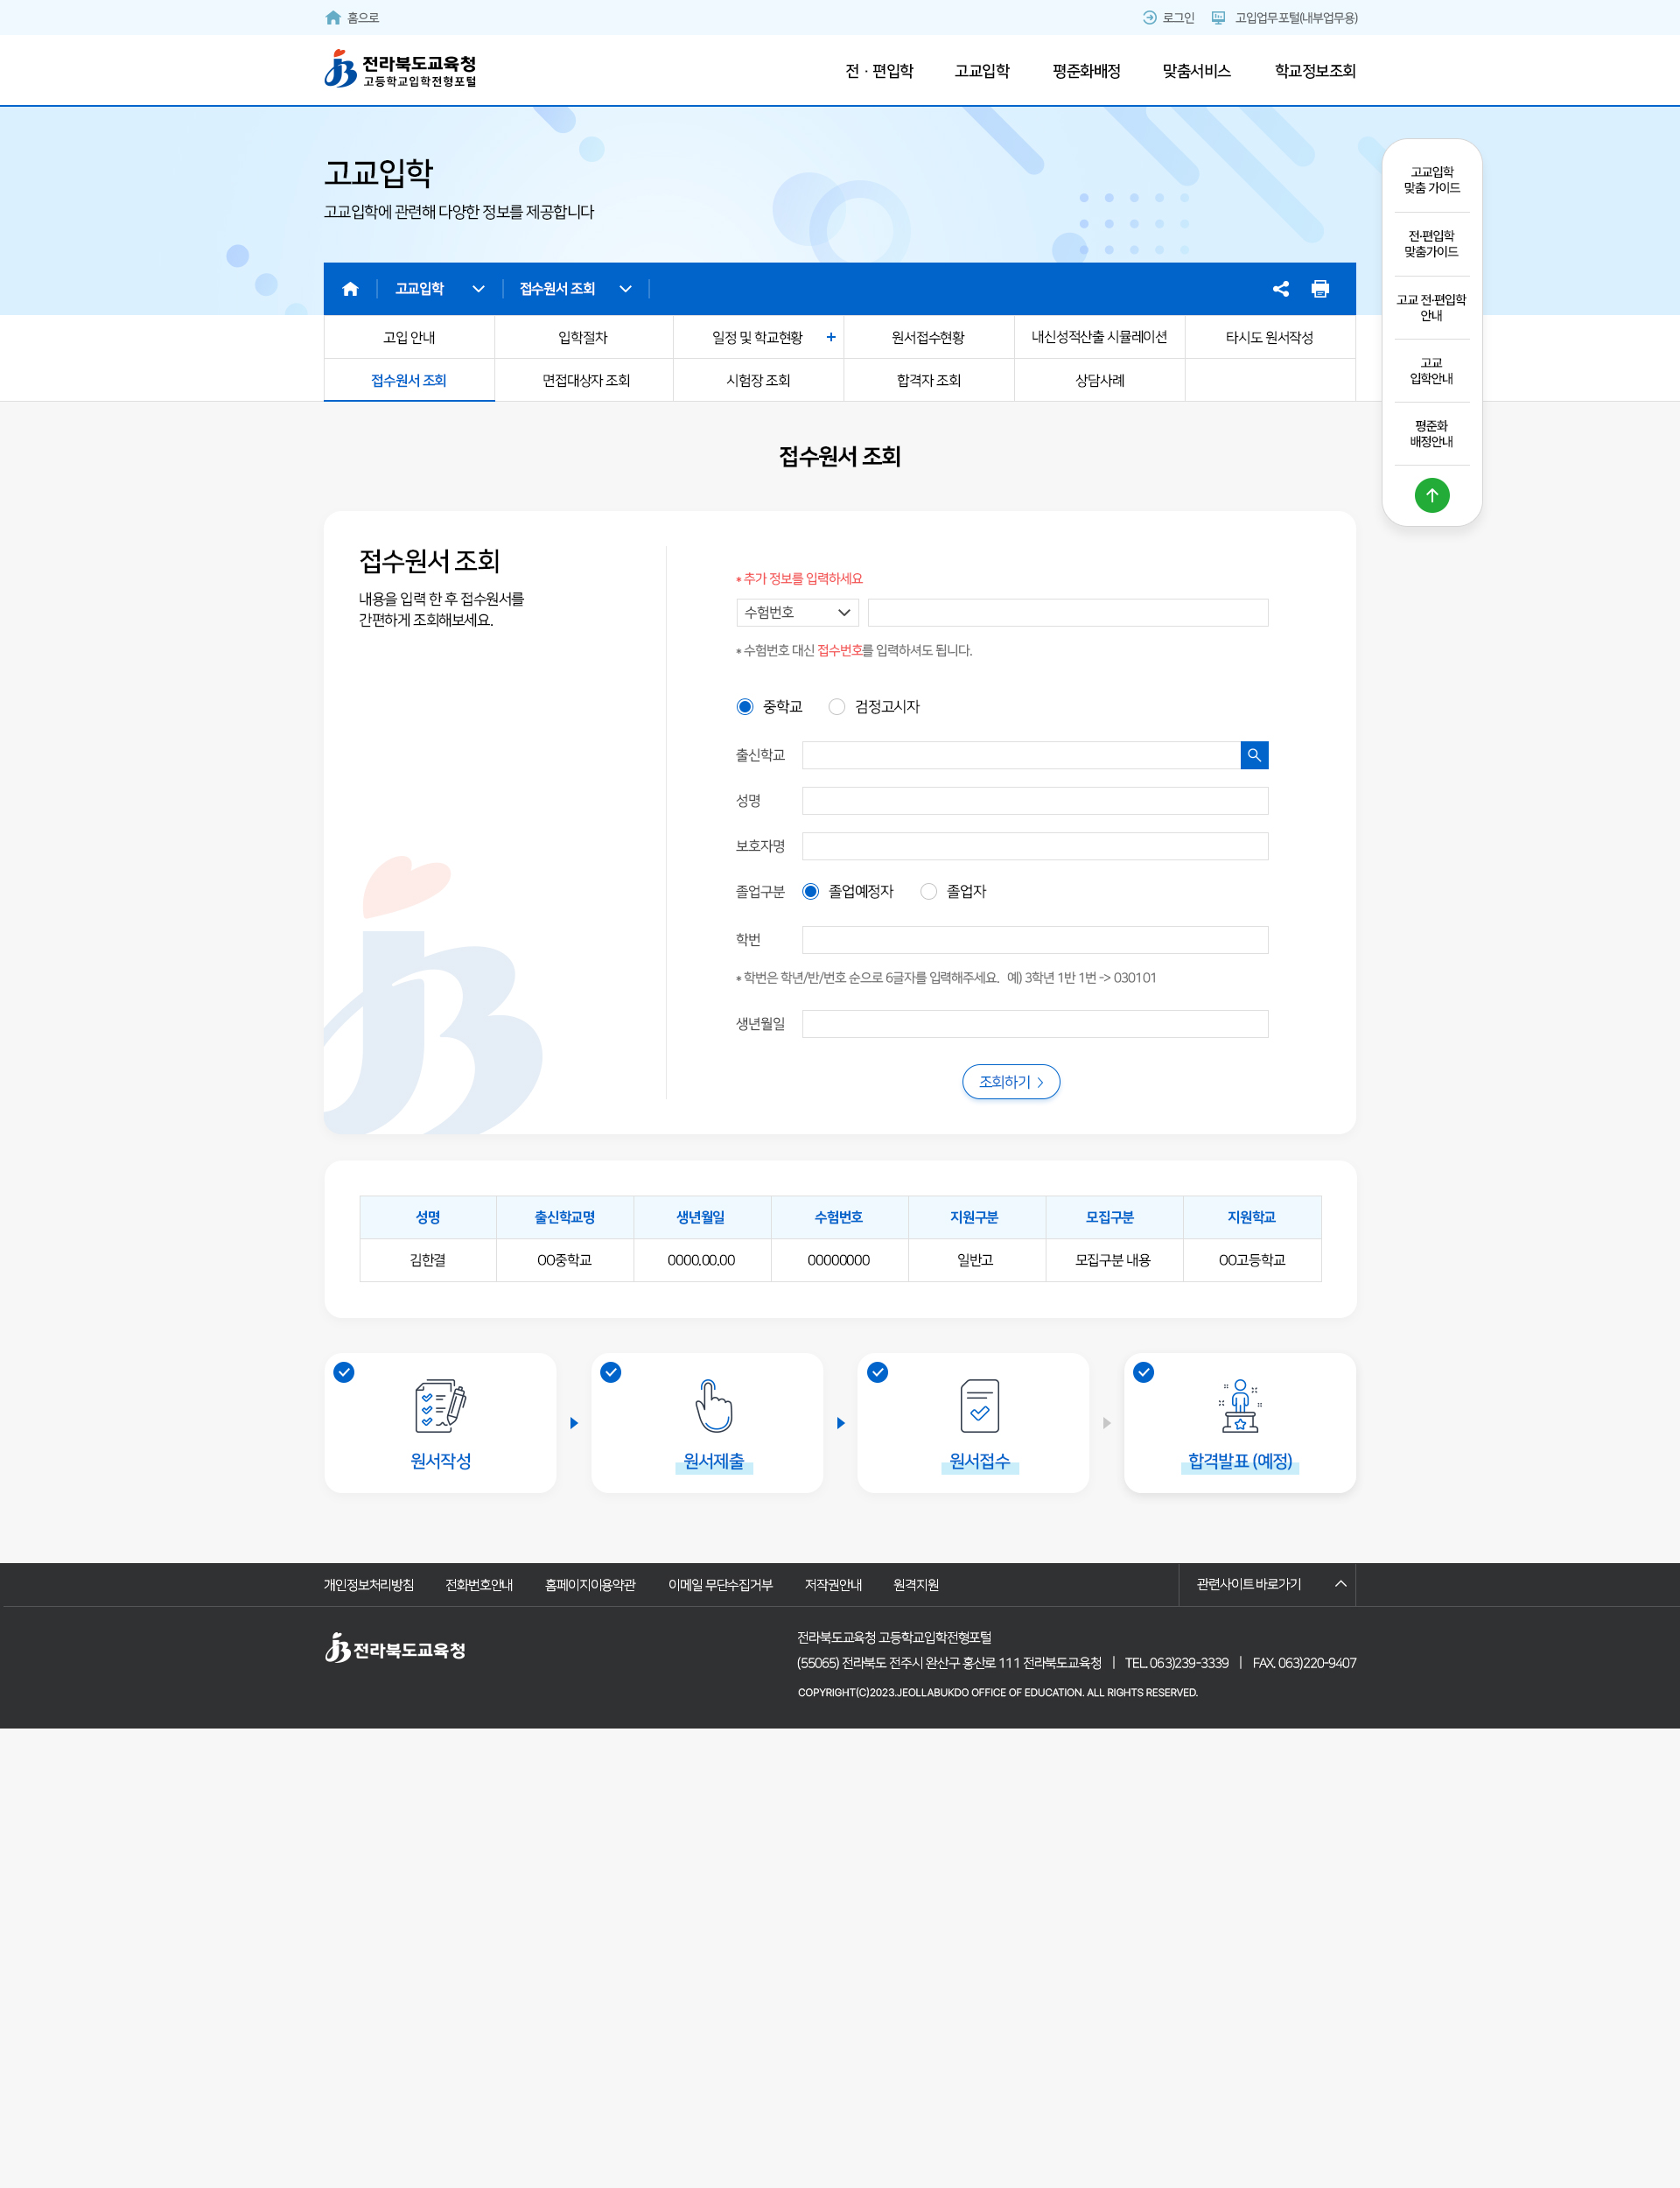 홈으로
로그인 고입업무포털(내부업무용)
전라북도교육청
고등학교입학전형포털
전 · 편입학 고교입학 평준화배정 맞춤서비스 학교정보조회
고교입학
고교입학에 관련해 다양한 정보를 제공합니다
고교입학
맞춤 가이드
전·편입학
맞춤가이드
고교 전·편입학
안내
고교
입학안내
평준화
배정안내
고교입학 접수원서 조회
고입 안내 입학절차 일정 및 학교현황 + 원서접수현황 내신성적산출 시뮬레이션 타시도 원서작성
접수원서 조회 면접대상자 조회 시험장 조회 합격자 조회 상담사례
접수원서 조회
접수원서 조회
내용을 입력 한 후 접수원서를
간편하게 조회해보세요.
* 추가 정보를 입력하세요
수험번호
* 수험번호 대신 접수번호를 입력하셔도 됩니다.
중학교 검정고시자
출신학교
성명
보호자명
졸업구분 졸업예정자 졸업자
학번
* 학번은 학년/반/번호 순으로 6글자를 입력해주세요. 예) 3학년 1반 1번 -> 030101
생년월일
조회하기
성명 출신학교명 생년월일 수험번호 지원구분 모집구분 지원학교
김한결 OO중학교 0000.00.00 00000000 일반고 모집구분 내용 OO고등학교
원서작성 원서제출 원서접수 합격발표 (예정)
개인정보처리방침 전화번호안내 홈페이지이용약관 이메일 무단수집거부 저작권안내 원격지원 관련사이트바로가기
전라북도교육청
전라북도교육청 고등학교입학전형포털
(55065) 전라북도 전주시 완산구 홍산로 111 전라북도교육청 | TEL. 063)239-3339 | FAX. 063)220-9407
COPYRIGHT(C)2023.JEOLLABUKDO OFFICE OF EDUCATION. ALL RIGHTS RESERVED.